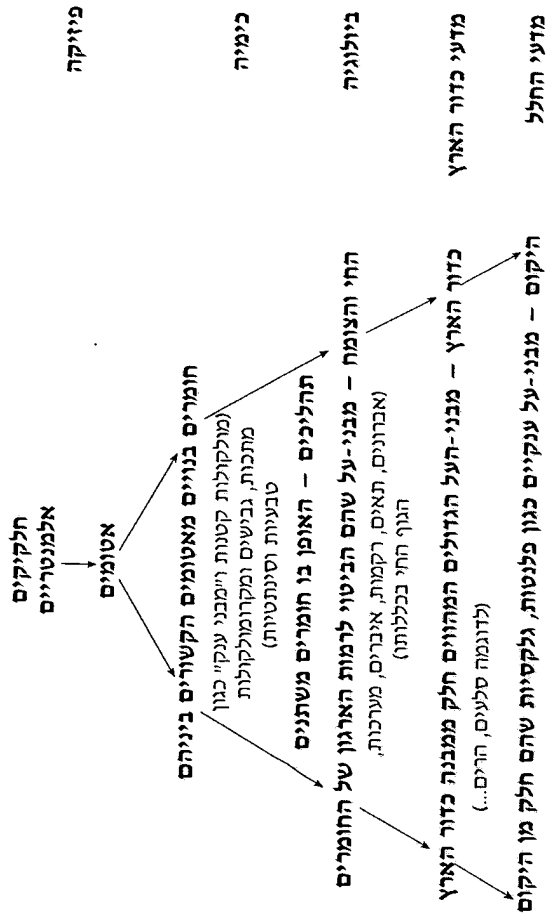 פיזיקה
חלקיקים
אלמנטריים
אטומים
כימיה
חומרים בנויים מאטומים הקשורים ביניהם
(מולקולות קטנות ו״מבני ענק״ כגון
מתכות, גבישים ומקרומולקולות
טבעיות וסינתטיות)
תהליכים – האופן בו חומרים משתנים
ביולוגיה
החי והצומח – מבני-על שהם הביטוי לרמות הארגון של החומרים
(אברונים, תאים, רקמות, איברים, מערכות,
הגוף החי בכללותו)
מדעי כדור הארץ
כדור הארץ – מבני-העל הגדולים המהווים חלק ממבנה כדור הארץ
(לדוגמה סלעים, הרים...)
מדעי החלל
היקום – מבני-על ענקיים כגון פלנטות, גלקסיות שהם חלק מן היקום